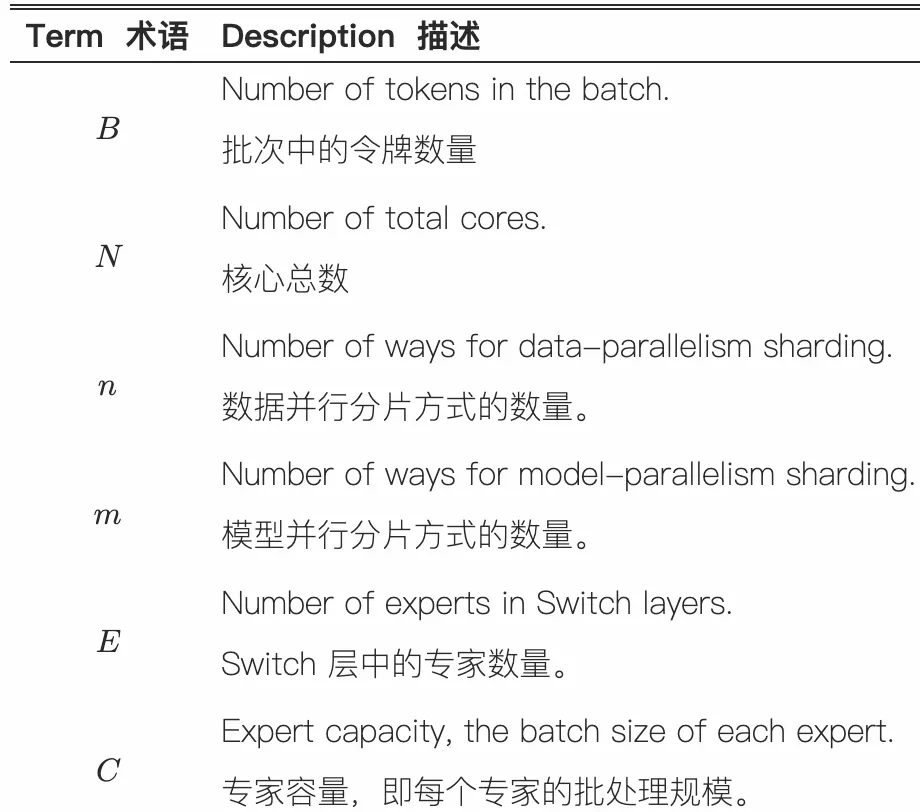 Term 术语 Description 描述
Number of tokens in the batch.
B
批次中的令牌数量
Number of total cores.
N
核心总数
Number of ways for data-parallelism sharding.
n
数据并行分片方式的数量。
Number of ways for model-parallelism sharding.
m
模型并行分片方式的数量。
Number of experts in Switch layers.
E
Switch 层中的专家数量。
Expert capacity, the batch size of each expert.
C
专家容量，即每个专家的批处理规模。